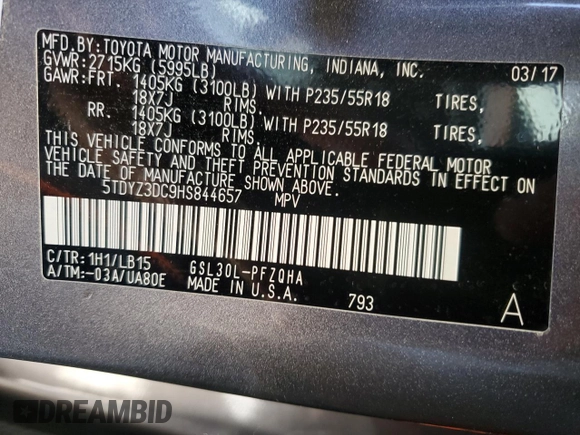 MFD.BY: TOYOTA MOTOR MANUFACTURING, INDIANA, INC. 03/17
GVWR: 2715KG (5995LB)
GAWR: FRT. 1405KG (3100LB) WITH P235/55R18 TIRES,
18X7J RIMS.
RR. 1405KG (3100LB) WITH P235/55R18 TIRES,
18X7J RIMS.
THIS VEHICLE CONFORMS TO ALL APPLICABLE FEDERAL MOTOR
VEHICLE SAFETY AND THEFT PREVENTION STANDARDS IN EFFECT ON
THE DATE OF MANUFACTURE SHOWN ABOVE.
5TDYZ3DC9HS844657 MPV
C/TR: 1H1/LB15 GSL30L-PFZQHA
A/TM:-03A/UA80E MADE IN U.S.A. 793 A
DREAMBID